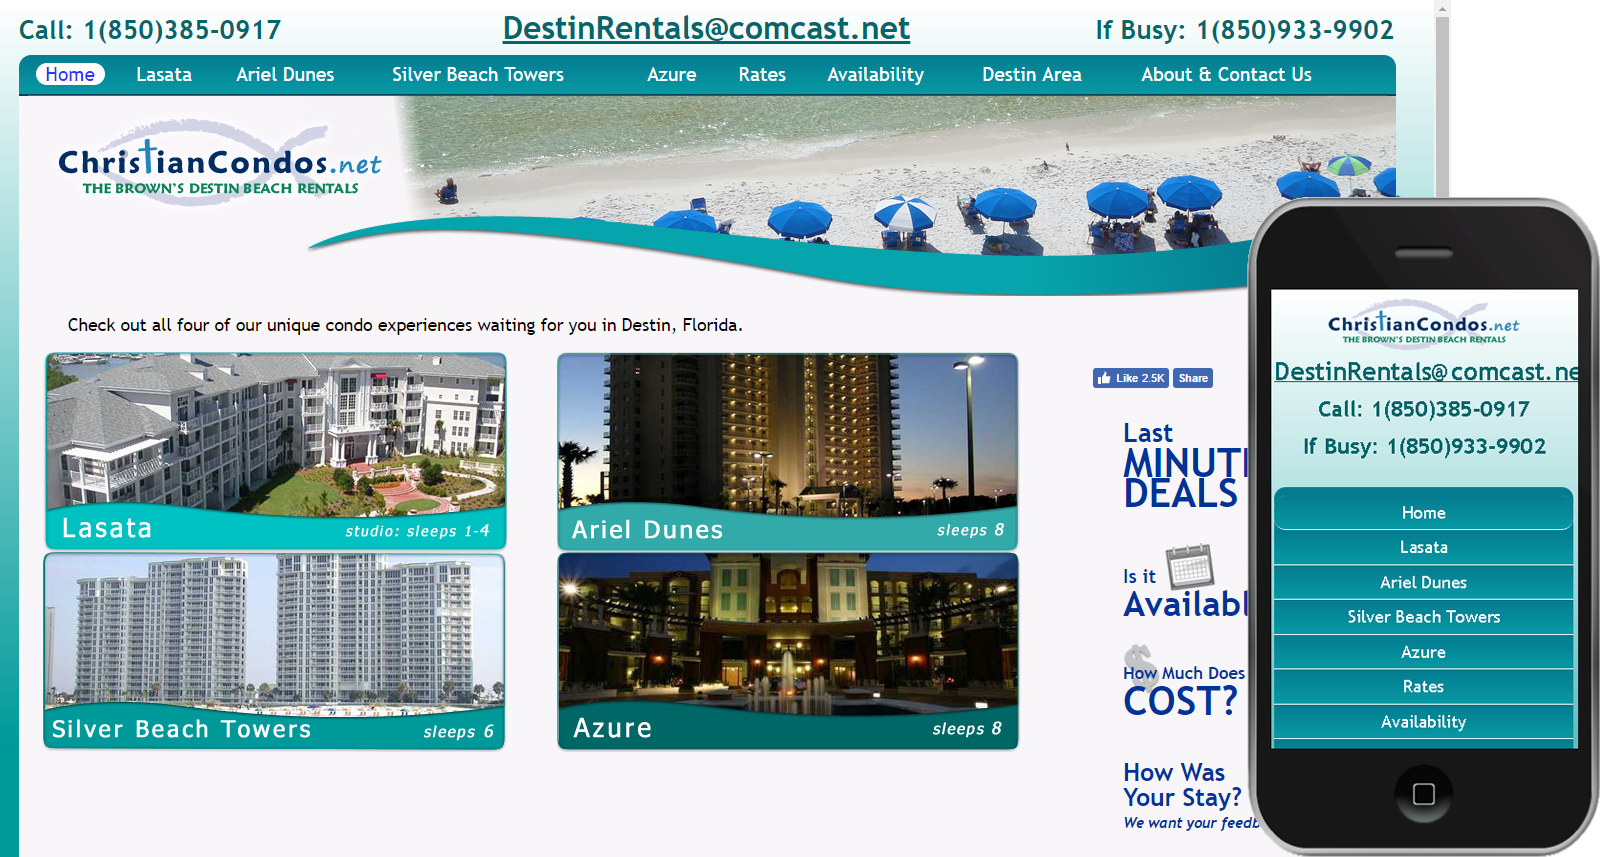 Call: 1(850)385-0917
DestinRentals@comcast.net
If Busy: 1(850)933-9902
Home
Lasata
Ariel Dunes
Silver Beach Towers
Azure
Rates
Availability
Destin Area
About & Contact Us
ChristianCondos.net
THE BROWN'S DESTIN BEACH RENTALS
Check out all four of our unique condo experiences waiting for you in Destin, Florida.
Lasata
studio: sleeps 1-4
Ariel Dunes
sleeps 8
Silver Beach Towers
sleeps 6
Azure
sleeps 8
Like 2.5K
Share
Last
MINUT
DEALS
Is it
Availabl
How Much Does
COST?
How Was
Your Stay?
We want your feedb
ChristianCondos.net
THE BROWN'S DESTIN BEACH RENTALS
DestinRentals@comcast.ne
Call: 1(850)385-0917
If Busy: 1(850)933-9902
Home
Lasata
Ariel Dunes
Silver Beach Towers
Azure
Rates
Availability